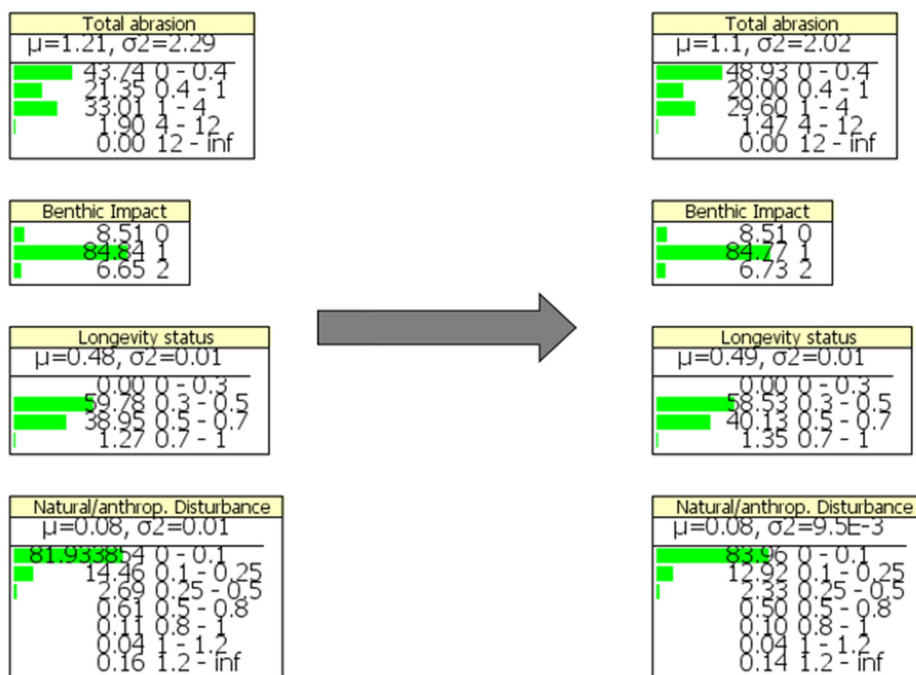 Total abrasion
μ=1.21, σ2=2.29
43.74 0 - 0.4
21.35 0.4 - 1
33.01 1 - 4
1.90 4 - 12
0.00 12 - inf
Benthic Impact
8.51 0
84.84 1
6.65 2
Longevity status
μ=0.48, σ2=0.01
0.00 0 - 0.3
59.78 0.3 - 0.5
38.95 0.5 - 0.7
1.27 0.7 - 1
Natural/anthrop. Disturbance
μ=0.08, σ2=0.01
81.933854 0 - 0.1
14.46 0.1 - 0.25
2.69 0.25 - 0.5
0.61 0.5 - 0.8
0.11 0.8 - 1
0.04 1 - 1.2
0.16 1.2 - inf
Total abrasion
μ=1.1, σ2=2.02
48.93 0 - 0.4
20.00 0.4 - 1
29.60 1 - 4
1.47 4 - 12
0.00 12 - inf
Benthic Impact
8.51 0
84.77 1
6.73 2
Longevity status
μ=0.49, σ2=0.01
0.00 0 - 0.3
58.53 0.3 - 0.5
40.13 0.5 - 0.7
1.35 0.7 - 1
Natural/anthrop. Disturbance
μ=0.08, σ2=9.5E-3
83.96 0 - 0.1
12.92 0.1 - 0.25
2.33 0.25 - 0.5
0.50 0.5 - 0.8
0.10 0.8 - 1
0.04 1 - 1.2
0.14 1.2 - inf